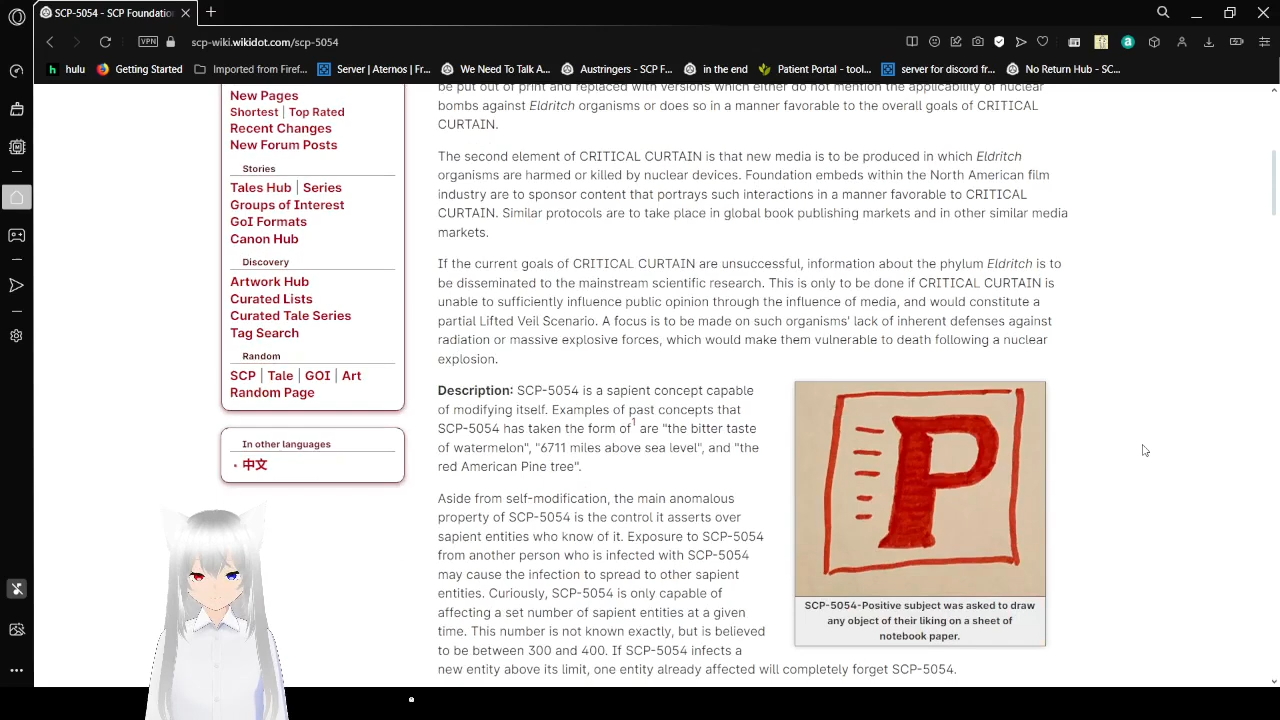 SCP-5054 - SCP Foundatio
scp-wiki.wikidot.com/scp-5054
VPN
hulu
Getting Started
Imported from Firef...
Server | Aternos | Fr...
We Need To Talk A...
Austringers - SCP F...
in the end
Patient Portal - tool...
server for discord fr...
No Return Hub - SC...
New Pages
Shortest | Top Rated
Recent Changes
New Forum Posts
Stories
Tales Hub | Series
Groups of Interest
GoI Formats
Canon Hub
Discovery
Artwork Hub
Curated Lists
Curated Tale Series
Tag Search
Random
SCP | Tale | GOI | Art
Random Page
In other languages
中文
be put out of print and replaced with versions which either do not mention the applicability of nuclear
bombs against Eldritch organisms or does so in a manner favorable to the overall goals of CRITICAL
CURTAIN.
The second element of CRITICAL CURTAIN is that new media is to be produced in which Eldritch
organisms are harmed or killed by nuclear devices. Foundation embeds within the North American film
industry are to sponsor content that portrays such interactions in a manner favorable to CRITICAL
CURTAIN. Similar protocols are to take place in global book publishing markets and in other similar media
markets.
If the current goals of CRITICAL CURTAIN are unsuccessful, information about the phylum Eldritch is to
be disseminated to the mainstream scientific research. This is only to be done if CRITICAL CURTAIN is
unable to sufficiently influence public opinion through the influence of media, and would constitute a
partial Lifted Veil Scenario. A focus is to be made on such organisms' lack of inherent defenses against
radiation or massive explosive forces, which would make them vulnerable to death following a nuclear
explosion.
Description: SCP-5054 is a sapient concept capable
of modifying itself. Examples of past concepts that
SCP-5054 has taken the form of1 are "the bitter taste
of watermelon", "6711 miles above sea level", and "the
red American Pine tree".
Aside from self-modification, the main anomalous
property of SCP-5054 is the control it asserts over
sapient entities who know of it. Exposure to SCP-5054
from another person who is infected with SCP-5054
may cause the infection to spread to other sapient
entities. Curiously, SCP-5054 is only capable of
affecting a set number of sapient entities at a given
time. This number is not known exactly, but is believed
to be between 300 and 400. If SCP-5054 infects a
new entity above its limit, one entity already affected will completely forget SCP-5054.
P
SCP-5054-Positive subject was asked to draw
any object of their liking on a sheet of
notebook paper.